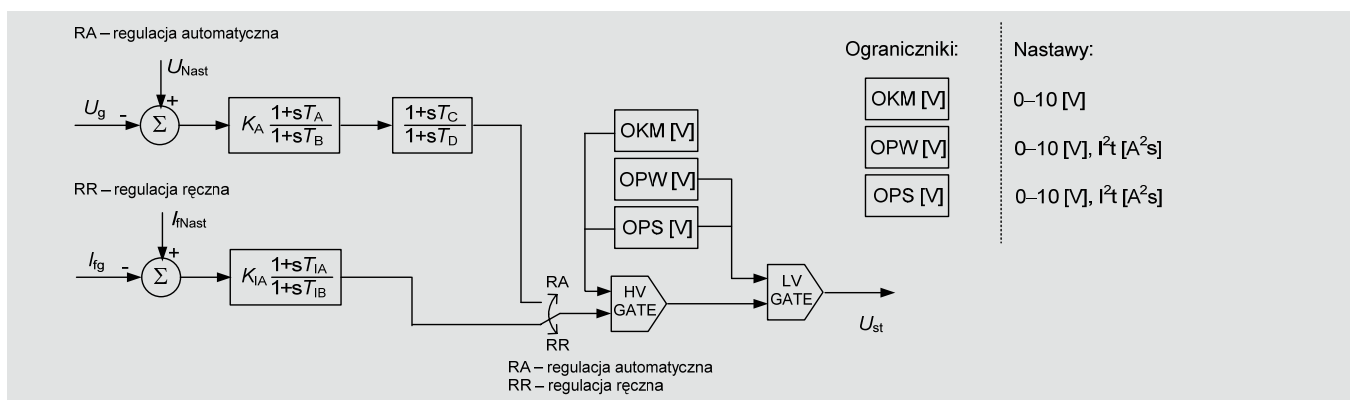 RA – regulacja automatyczna
U_Nast
U_g
-
+
Σ
K_A (1+sT_A)/(1+sT_B)
(1+sT_C)/(1+sT_D)
RR – regulacja ręczna
I_fNast
I_fg
-
+
Σ
K_IA (1+sT_IA)/(1+sT_IB)
RA
RR
RA – regulacja automatyczna
RR – regulacja ręczna
OKM [V]
OPW [V]
OPS [V]
HV
GATE
LV
GATE
U_st
Ograniczniki:
Nastawy:
OKM [V]
0–10 [V]
OPW [V]
0–10 [V], I²t [A²s]
OPS [V]
0–10 [V], I²t [A²s]